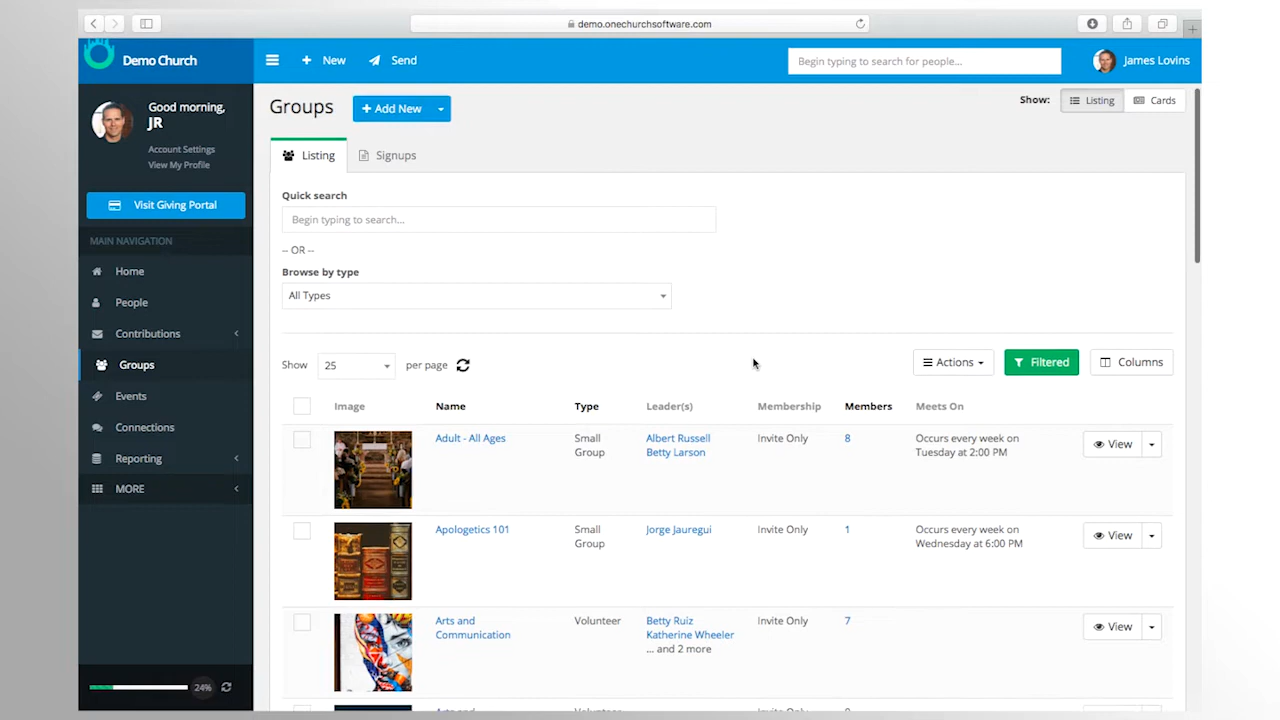 demo.onechurchsoftware.com
Demo Church
New
Send
Begin typing to search for people...
James Lovins
Good morning,
JR
Account Settings
View My Profile
Visit Giving Portal
MAIN NAVIGATION
Home
People
Contributions
Groups
Events
Connections
Reporting
MORE
24%
Groups
+ Add New
Show:
Listing
Cards
Listing
Signups
Quick search
Begin typing to search...
-- OR --
Browse by type
All Types
Show
25
per page
Actions
Filtered
Columns
Image
Name
Type
Leader(s)
Membership
Members
Meets On
Adult - All Ages
Small
Group
Albert Russell
Betty Larson
Invite Only
8
Occurs every week on
Tuesday at 2:00 PM
View
Apologetics 101
Small
Group
Jorge Jauregui
Invite Only
1
Occurs every week on
Wednesday at 6:00 PM
View
Arts and
Communication
Volunteer
Betty Ruiz
Katherine Wheeler
... and 2 more
Invite Only
7
View